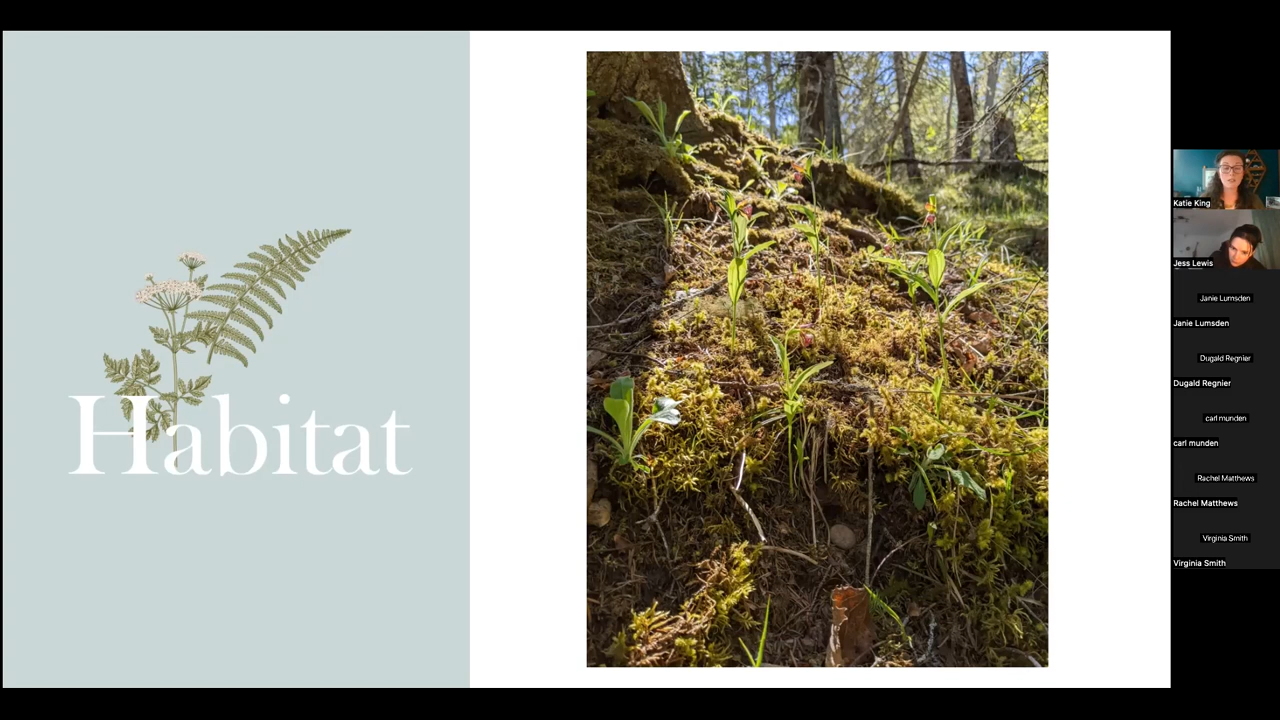 Habitat
Katie King
Jess Lewis
Janie Lumsden
Janie Lumsden
Dugald Regnier
Dugald Regnier
carl munden
carl munden
Rachel Matthews
Rachel Matthews
Virginia Smith
Virginia Smith